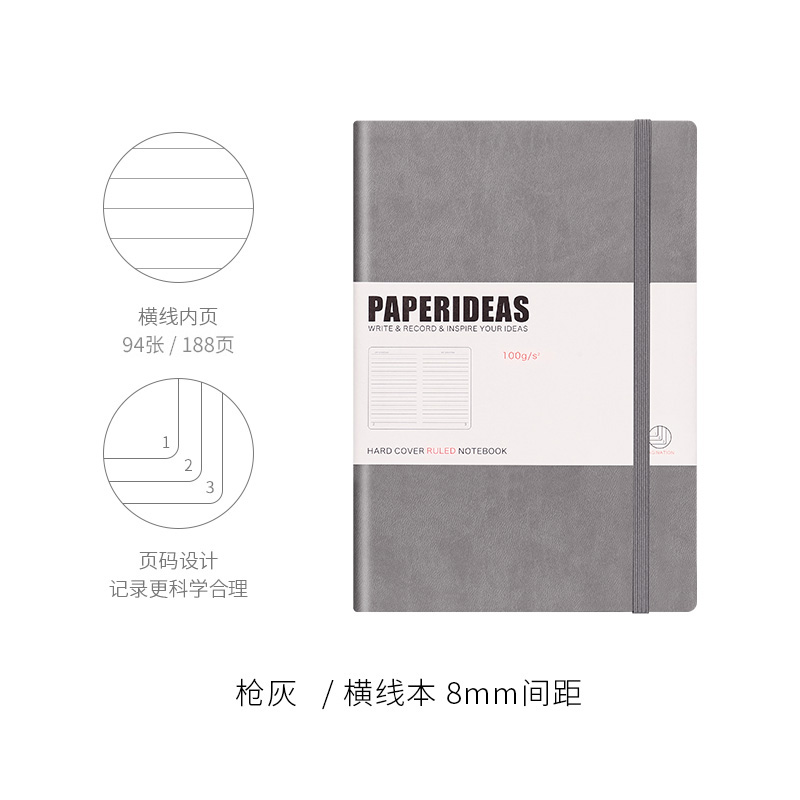 横线内页
94张 / 188页
1
2
3
页码设计
记录更科学合理
PAPERIDEAS
WRITE & RECORD & INSPIRE YOUR IDEAS
100g/s²
HARD COVER RULED NOTEBOOK
枪灰 / 横线本 8mm间距